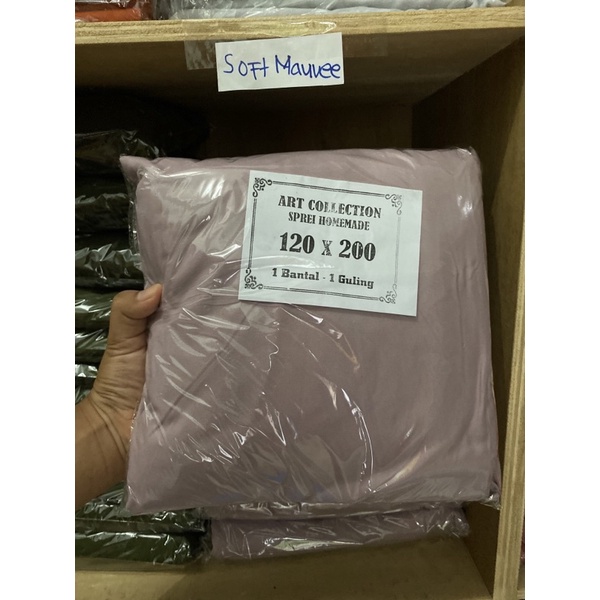 Soft Mauvee
ART COLLECTION
SPREI HOMEMADE
120 X 200
1 Bantal - 1 Guling